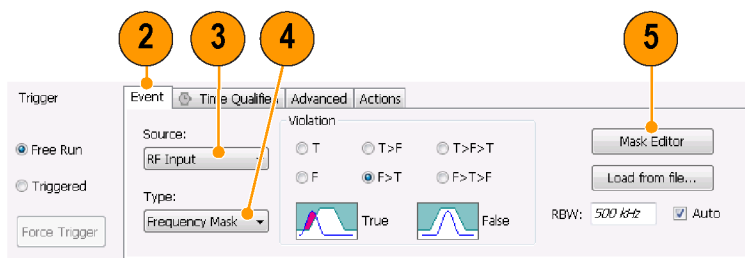 2 3 4 5
Trigger
Event Time Qualifier Advanced Actions
Free Run
Triggered
Force Trigger
Source:
RF Input
Type:
Frequency Mask
Violation
T T>F T>F>T
F F>T F>T>F
True False
Mask Editor
Load from file...
RBW: 500 kHz Auto